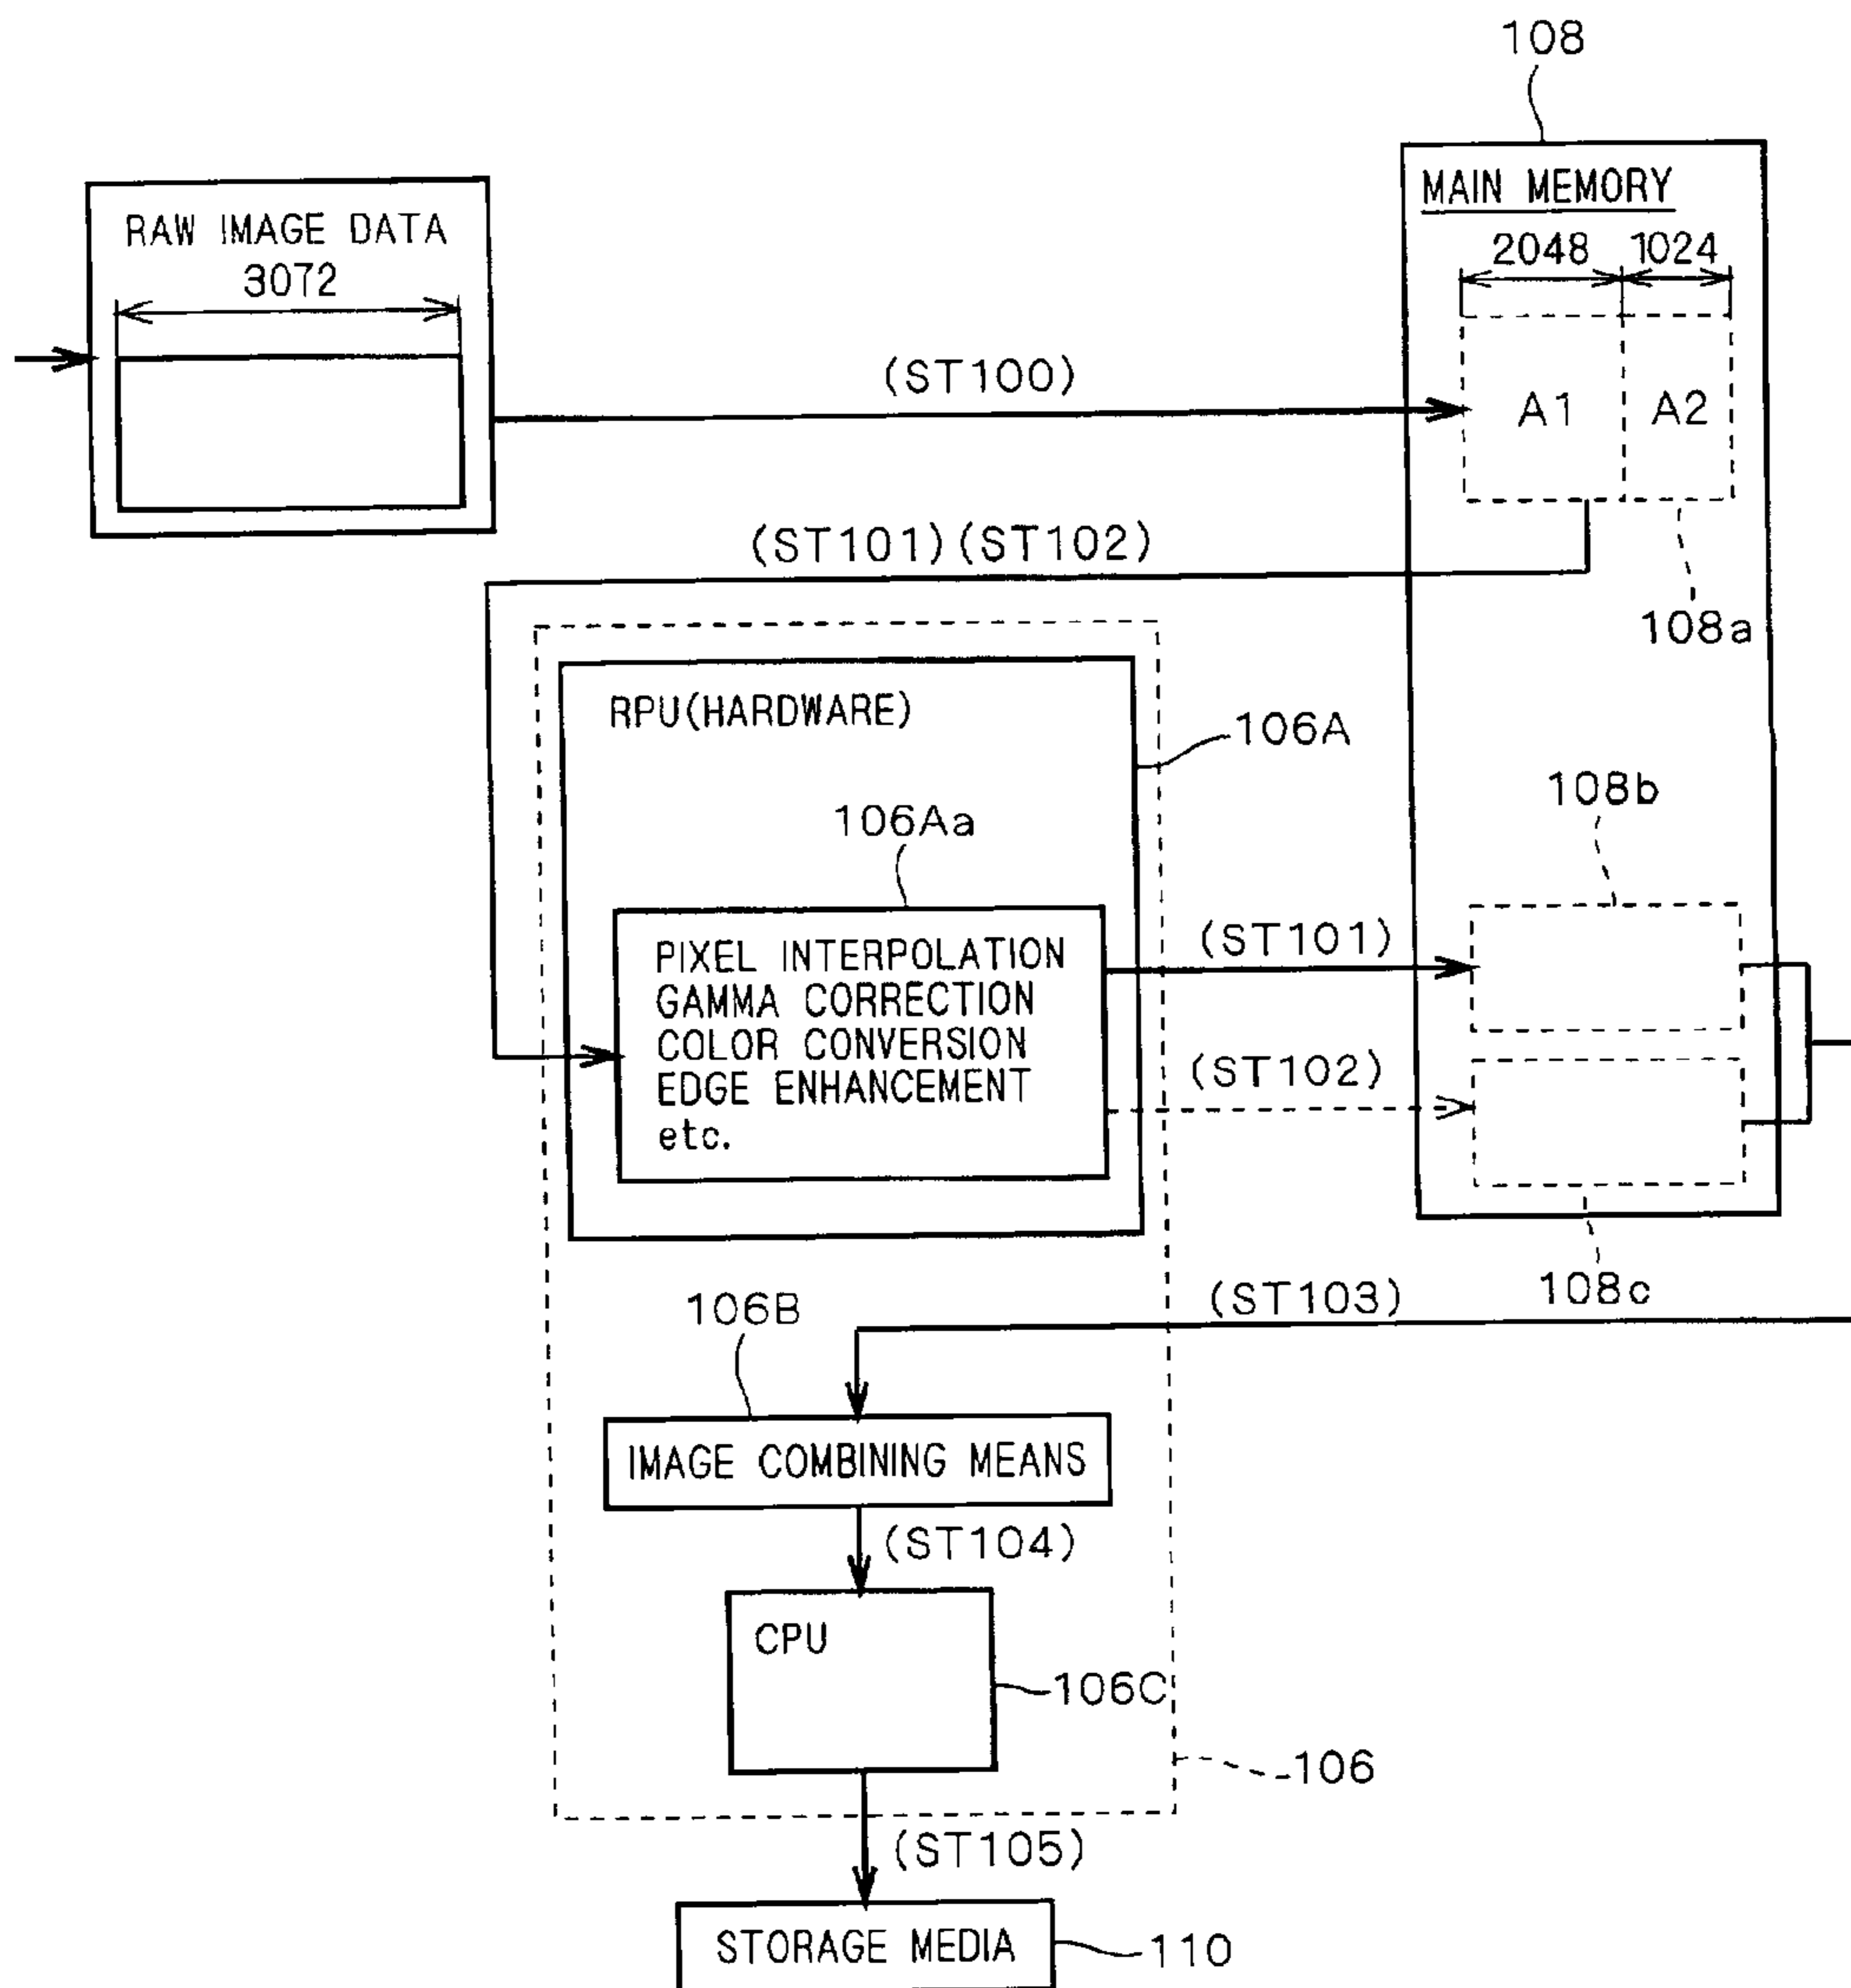 108
MAIN MEMORY
RAW IMAGE DATA
3072
2048
1024
(ST100)
A1
A2
(ST101)(ST102)
108a
RPU(HARDWARE)
106A
108b
106Aa
PIXEL INTERPOLATION
GAMMA CORRECTION
COLOR CONVERSION
EDGE ENHANCEMENT
etc.
(ST101)
(ST102)
108c
(ST103)
106B
IMAGE COMBINING MEANS
(ST104)
CPU
106C
106
(ST105)
STORAGE MEDIA
110